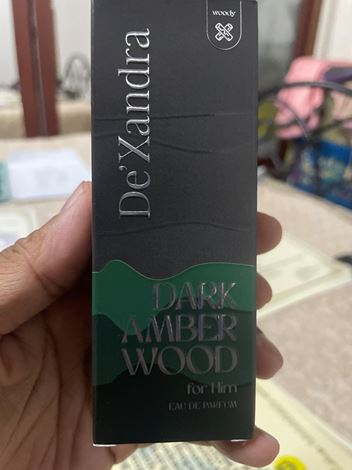 woody
De'Xandra
DARK
AMBER
WOOD
for Him
EAU DE PARFUM